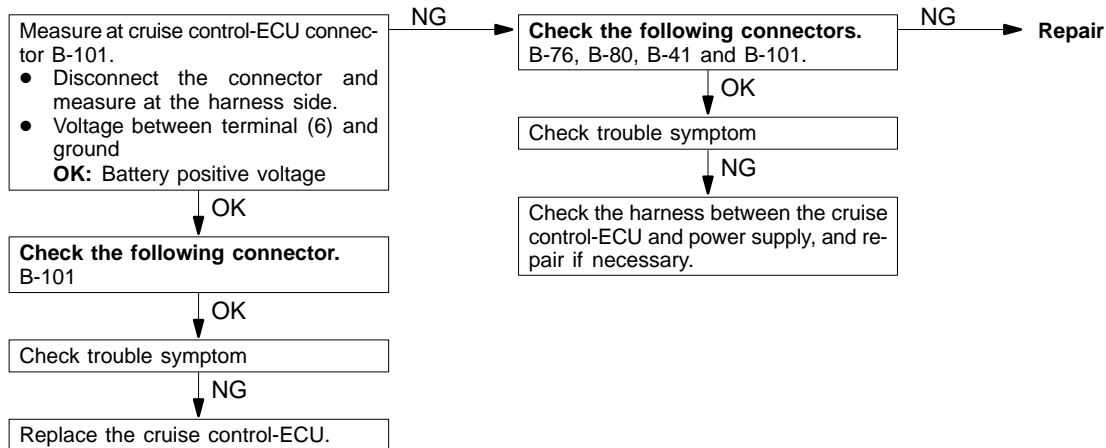 Measure at cruise control-ECU connec-
tor B-101.
● Disconnect the connector and
measure at the harness side.
● Voltage between terminal (6) and
ground
OK: Battery positive voltage
OK
Check the following connector.
B-101
OK
Check trouble symptom
NG
Replace the cruise control-ECU.
NG
Check the following connectors.
B-76, B-80, B-41 and B-101.
NG
Repair
OK
Check trouble symptom
NG
Check the harness between the cruise
control-ECU and power supply, and re-
pair if necessary.